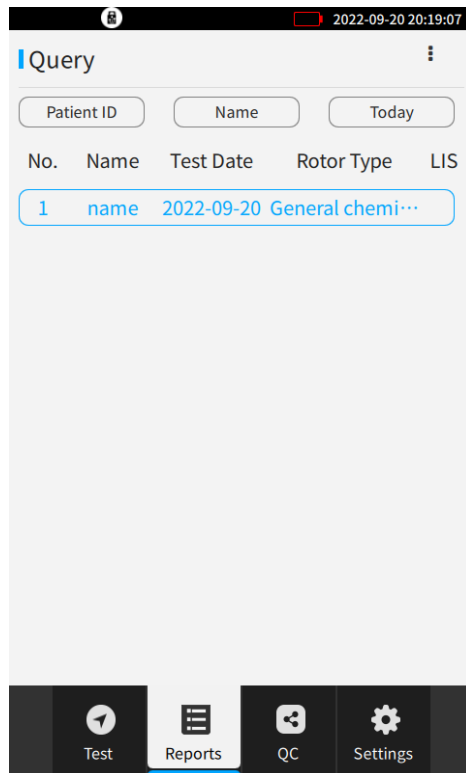 2022-09-20 20:19:07
Query
Patient ID Name Today
No. Name Test Date Rotor Type LIS
1 name 2022-09-20 General chemi···
Test Reports QC Settings